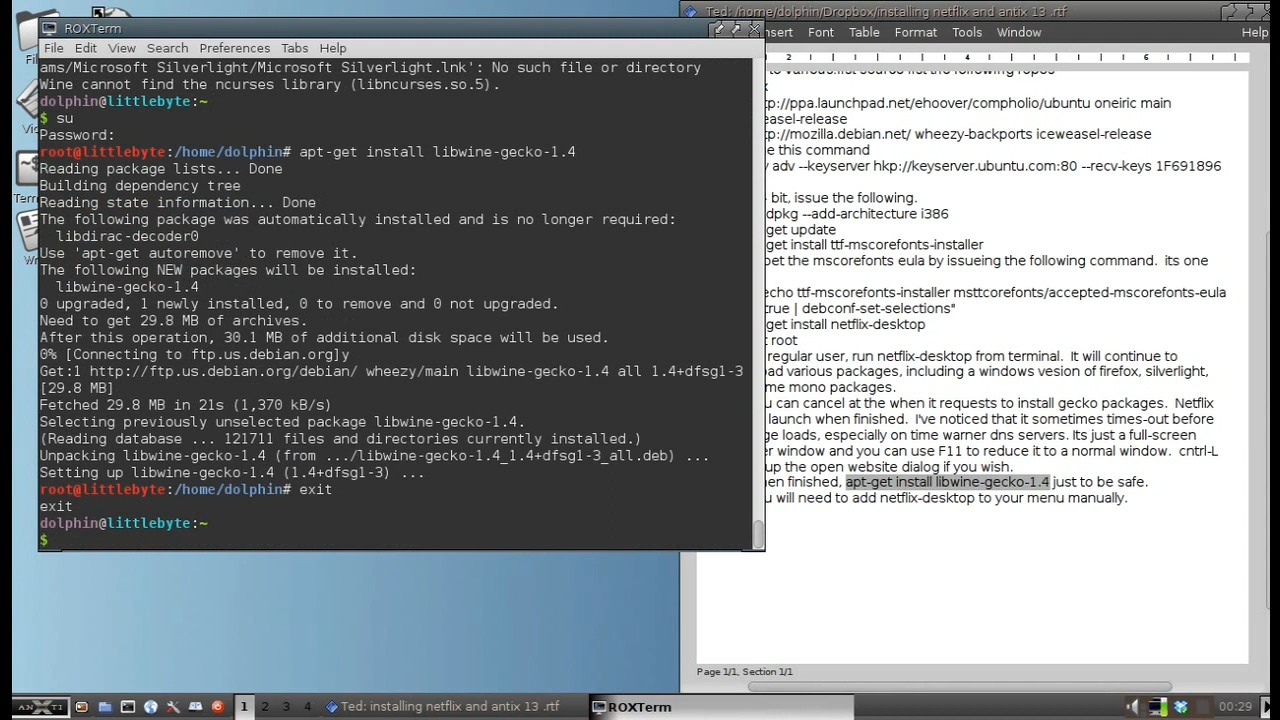 ROXTerm
File Edit View Search Preferences Tabs Help
ams/Microsoft Silverlight/Microsoft Silverlight.lnk': No such file or directory
Wine cannot find the ncurses library (libncurses.so.5).
dolphin@littlebyte:~
$ su
Password:
root@littlebyte:/home/dolphin# apt-get install libwine-gecko-1.4
Reading package lists... Done
Building dependency tree
Reading state information... Done
The following package was automatically installed and is no longer required:
libdirac-decoder0
Use 'apt-get autoremove' to remove it.
The following NEW packages will be installed:
libwine-gecko-1.4
0 upgraded, 1 newly installed, 0 to remove and 0 not upgraded.
Need to get 29.8 MB of archives.
After this operation, 30.1 MB of additional disk space will be used.
0% [Connecting to ftp.us.debian.org]y
Get:1 http://ftp.us.debian.org/debian/ wheezy/main libwine-gecko-1.4 all 1.4+dfsg1-3
[29.8 MB]
Fetched 29.8 MB in 21s (1,370 kB/s)
Selecting previously unselected package libwine-gecko-1.4.
(Reading database ... 121711 files and directories currently installed.)
Unpacking libwine-gecko-1.4 (from .../libwine-gecko-1.4_1.4+dfsg1-3_all.deb) ...
Setting up libwine-gecko-1.4 (1.4+dfsg1-3) ...
root@littlebyte:/home/dolphin# exit
exit
dolphin@littlebyte:~
$
Ted: /home/dolphin/Dropbox/installing netflix and antix 13 .rtf
nsert Font Table Format Tools Window Help
2 4 6
to various.list source list the following repos
tp://ppa.launchpad.net/ehoover/compholio/ubuntu oneiric main
easel-release
tp://mozilla.debian.net/ wheezy-backports iceweasel-release
e this command
y adv --keyserver hkp://keyserver.ubuntu.com:80 --recv-keys 1F691896
bit, issue the following.
dpkg --add-architecture i386
get update
get install ttf-mscorefonts-installer
pet the mscorefonts eula by issueing the following command. its one
echo ttf-mscorefonts-installer msttcorefonts/accepted-mscorefonts-eula
true | debconf-set-selections"
get install netflix-desktop
t root
regular user, run netflix-desktop from terminal. It will continue to
ad various packages, including a windows vesion of firefox, silverlight,
me mono packages.
u can cancel at the when it requests to install gecko packages. Netflix
launch when finished. I've noticed that it sometimes times-out before
ge loads, especially on time warner dns servers. Its just a full-screen
er window and you can use F11 to reduce it to a normal window. cntrl-L
up the open website dialog if you wish.
en finished, apt-get install libwine-gecko-1.4 just to be safe.
u will need to add netflix-desktop to your menu manually.
Page 1/1, Section 1/1
1 2 3 4 Ted: installing netflix and antix 13 .rtf ROXTerm 00:29